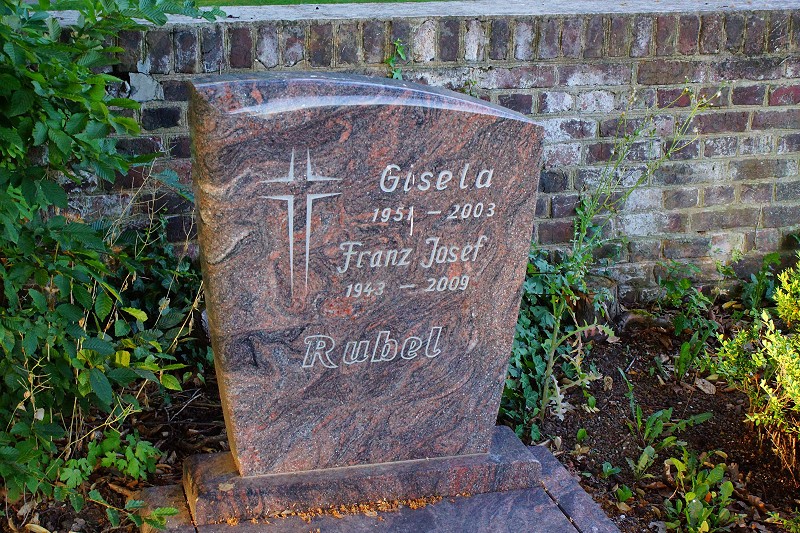 Gisela
1951 – 2003
Franz Josef
1943 – 2009
Rubel